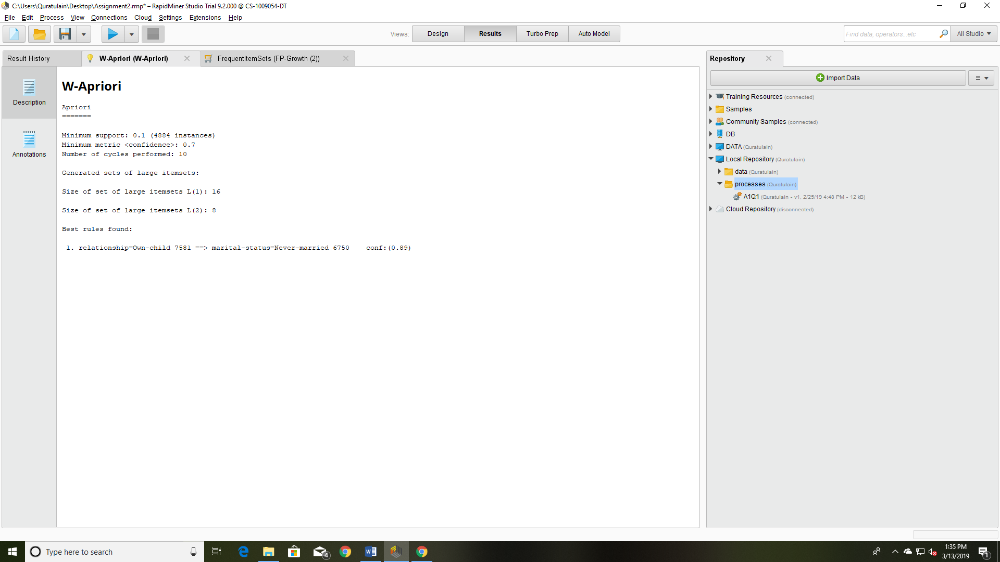 C:\Users\Quratulain\Desktop\Assignment2.rmp* – RapidMiner Studio Trial 9.2.000 @ CS-1009054-DT
File Edit Process View Connections Cloud Settings Extensions Help
Views: Design Results Turbo Prep Auto Model
Find data, operators...etc All Studio
Result History W-Apriori (W-Apriori) FrequentItemSets (FP-Growth (2))
Description
Annotations
W-Apriori
Apriori
=======
Minimum support: 0.1 (4884 instances)
Minimum metric <confidence>: 0.7
Number of cycles performed: 10
Generated sets of large itemsets:
Size of set of large itemsets L(1): 16
Size of set of large itemsets L(2): 8
Best rules found:
1. relationship=Own-child 7581 ==> marital-status=Never-married 6750 conf:(0.89)
Repository
Import Data
Training Resources (connected)
Samples
Community Samples (connected)
DB
DATA (Quratulain)
Local Repository (Quratulain)
data (Quratulain)
processes (Quratulain)
A1Q1 (Quratulain - v1, 2/25/19 4:48 PM - 12 kB)
Cloud Repository (disconnected)
Type here to search
4
1:35 PM
3/13/2019
1